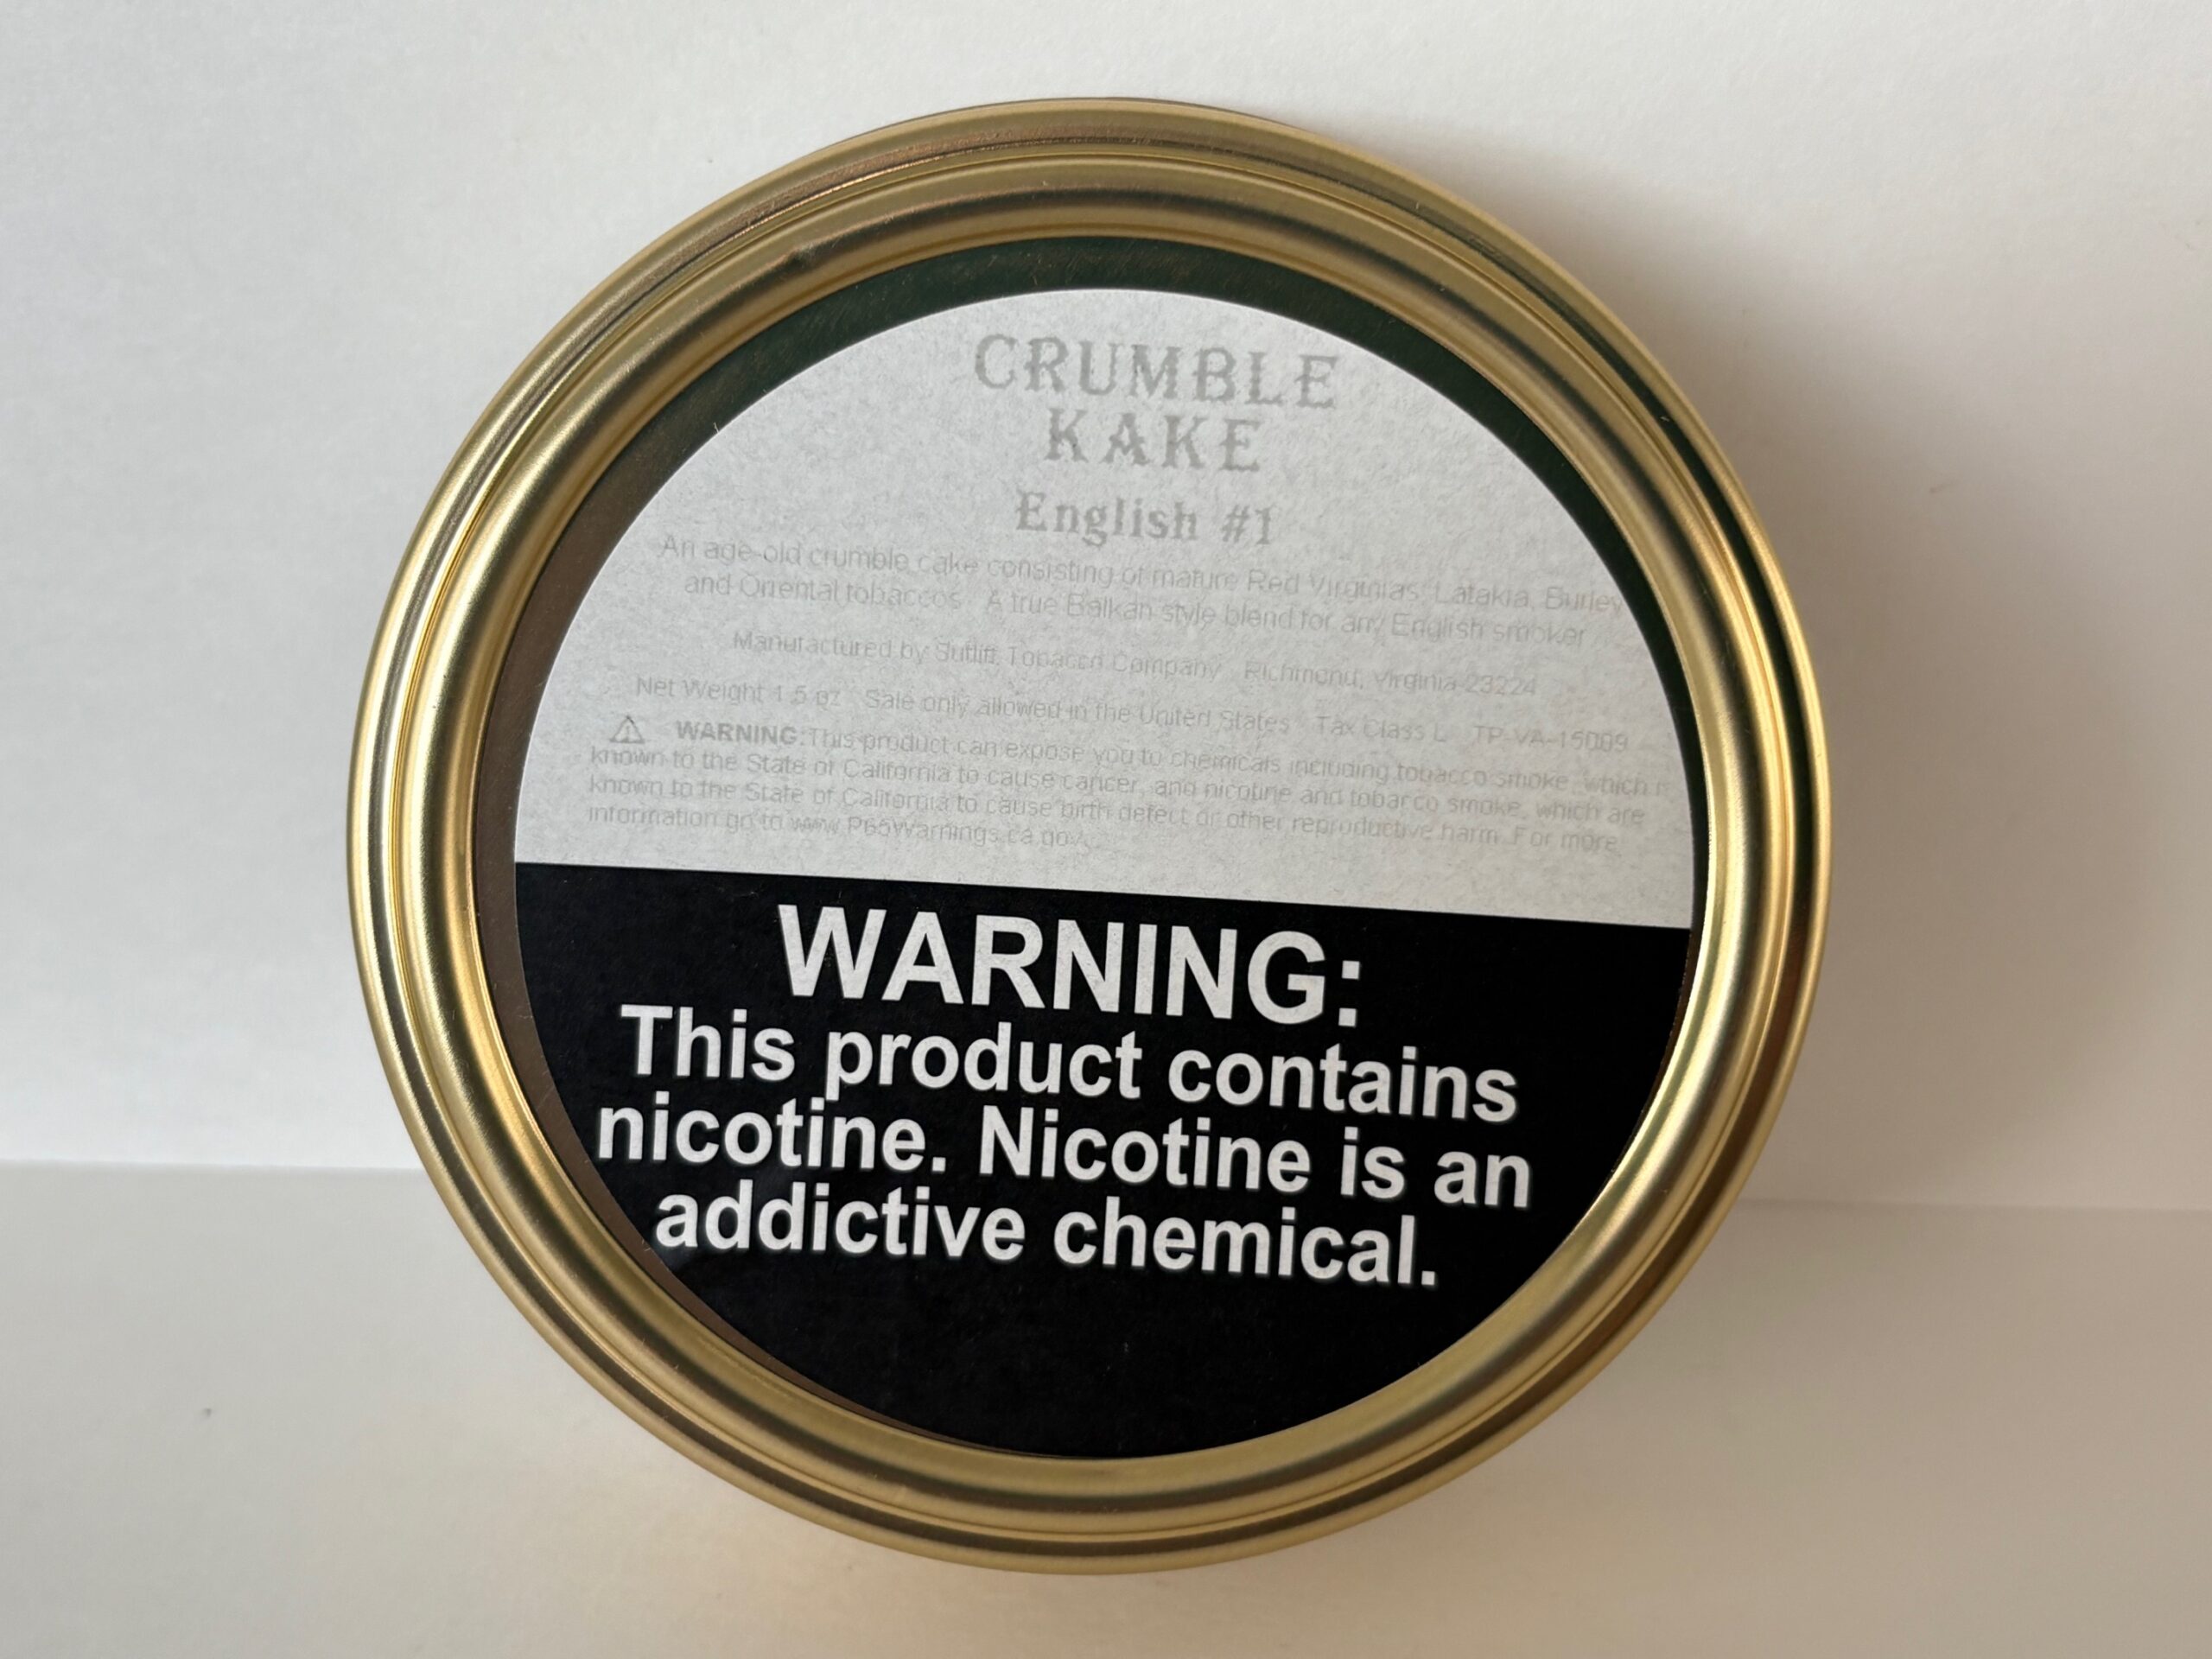 CRUMBLE
KAKE
English #1
An age-old crumble cake consisting of mature Red Virginias, Latakia, Burley
and Oriental tobaccos. A true Balkan style blend for any English smoker
Manufactured by Sutliff Tobacco Company Richmond, Virginia 23224
Net Weight 1.5 oz Sale only allowed in the United States Tax Class L TP-VA-15009
WARNING: This product can expose you to chemicals including tobacco smoke, which is
known to the State of California to cause cancer, and nicotine and tobacco smoke, which are
known to the State of California to cause birth defect or other reproductive harm. For more
information go to www.P65Warnings.ca.gov.
WARNING:
This product contains
nicotine. Nicotine is an
addictive chemical.